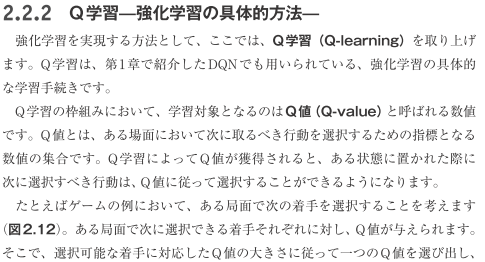 2.2.2 Q学習―強化学習の具体的方法―
強化学習を実現する方法として、ここでは、Q学習（Q-learning）を取り上げ
ます。Q学習は、第1章で紹介したDQNでも用いられている、強化学習の具体的
な学習手続きです。
Q学習の枠組みにおいて、学習対象となるのはQ値（Q-value）と呼ばれる数値
です。Q値とは、ある場面において次に取るべき行動を選択するための指標となる
数値の集合です。Q学習によってQ値が獲得されると、ある状態に置かれた際に
次に選択すべき行動は、Q値に従って選択することができるようになります。
たとえばゲームの例において、ある局面で次の着手を選択することを考えます
（図2.12）。ある局面で次に選択できる着手それぞれに対し、Q値が与えられます。
そこで、選択可能な着手に対応したQ値の大きさに従って一つのQ値を選び出し、